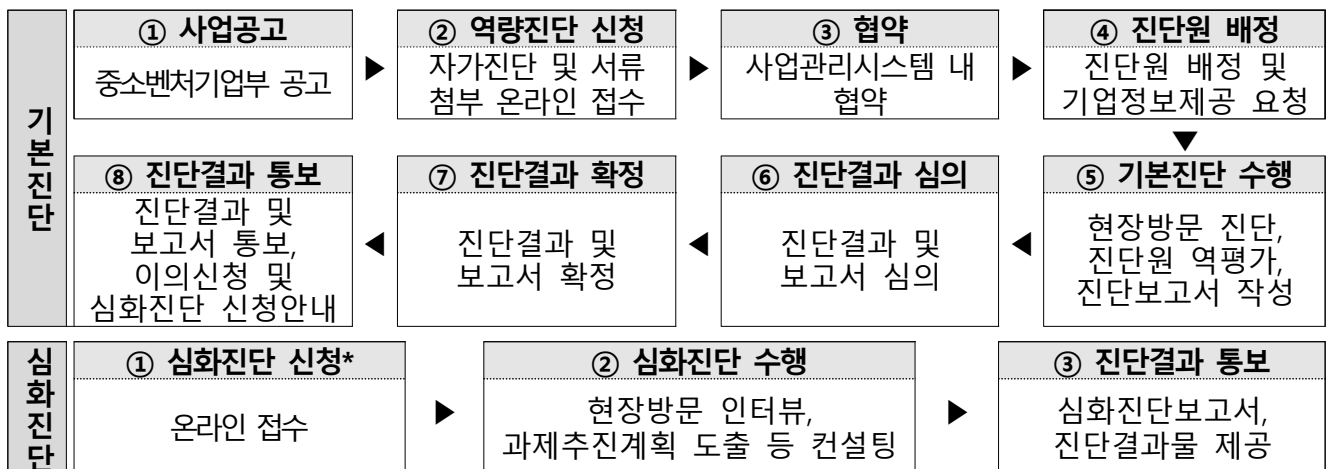 기본진단
① 사업공고
중소벤처기업부 공고
▶
② 역량진단 신청
자가진단 및 서류
첨부 온라인 접수
▶
③ 협약
사업관리시스템 내
협약
▶
④ 진단원 배정
진단원 배정 및
기업정보제공 요청
▼
⑤ 기본진단 수행
현장방문 진단,
진단원 역평가,
진단보고서 작성
◀
⑥ 진단결과 심의
진단결과 및
보고서 심의
◀
⑦ 진단결과 확정
진단결과 및
보고서 확정
◀
⑧ 진단결과 통보
진단결과 및
보고서 통보,
이의신청 및
심화진단 신청안내
심화진단
① 심화진단 신청*
온라인 접수
▶
② 심화진단 수행
현장방문 인터뷰,
과제추진계획 도출 등 컨설팅
▶
③ 진단결과 통보
심화진단보고서,
진단결과물 제공